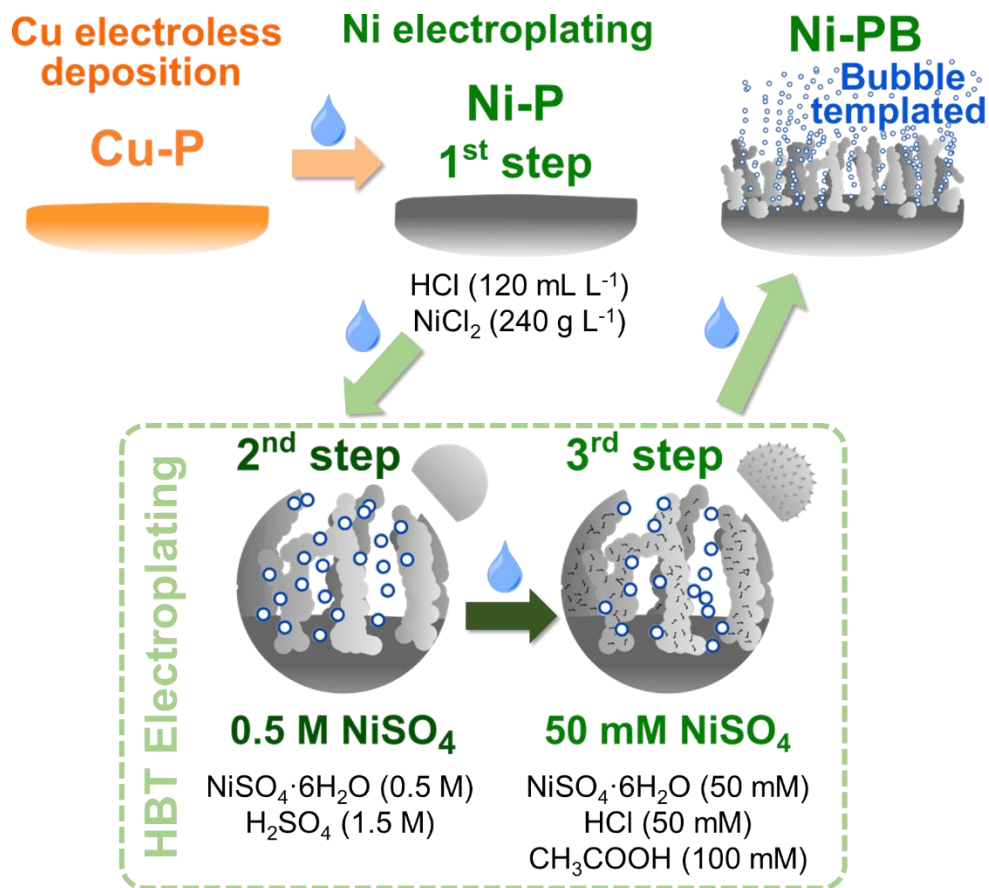 Cu electroless
deposition
Cu-P
Ni electroplating
Ni-P
1st step
HCl (120 mL L-1)
NiCl2 (240 g L-1)
Ni-PB
Bubble
templated
HBT Electroplating
2nd step
0.5 M NiSO4
NiSO4·6H2O (0.5 M)
H2SO4 (1.5 M)
3rd step
50 mM NiSO4
NiSO4·6H2O (50 mM)
HCl (50 mM)
CH3COOH (100 mM)